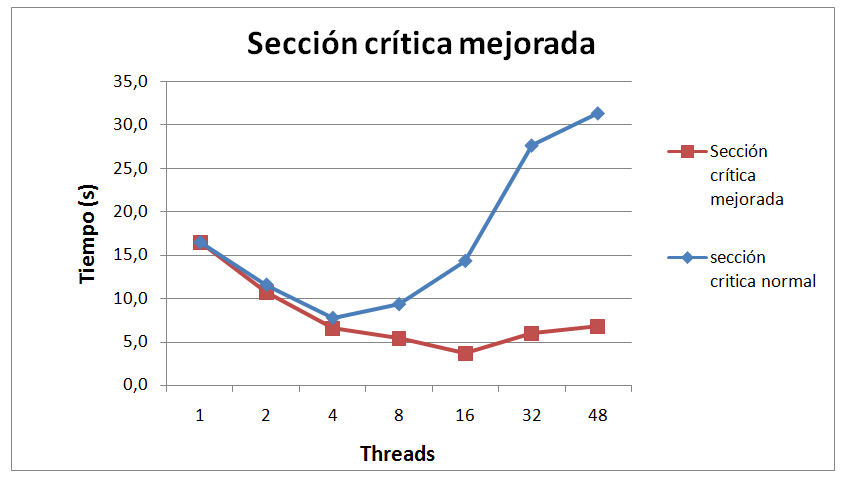 Sección crítica mejorada
35,0
30,0
25,0
20,0
15,0
10,0
5,0
0,0
Tiempo (s)
1 2 4 8 16 32 48
Threads
Sección
crítica
mejorada
sección
critica normal